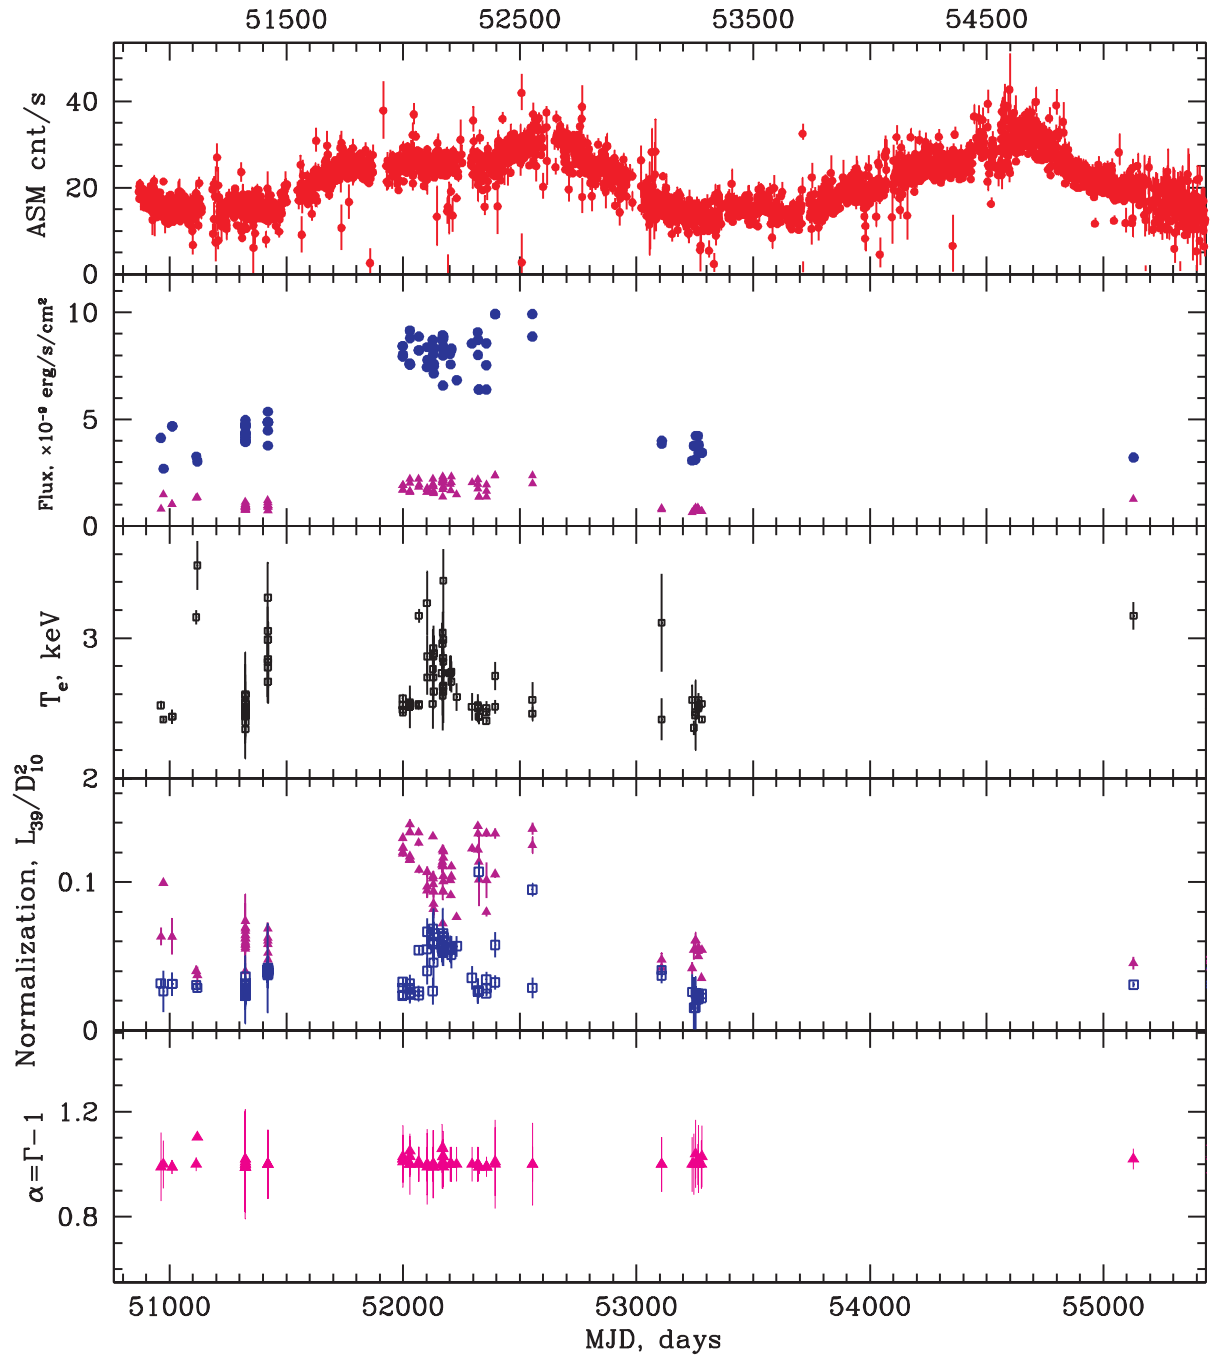 51500 52500 53500 54500
ASM cnt/s
40
20
0
Flux, ×10⁻⁹ erg/s/cm²
10
5
0
Tₑ, keV
3
2
Normalization, L₃₉/D²₁₀
0.1
0
α=Γ−1
1.2
0.8
51000 52000 53000 54000 55000
MJD, days